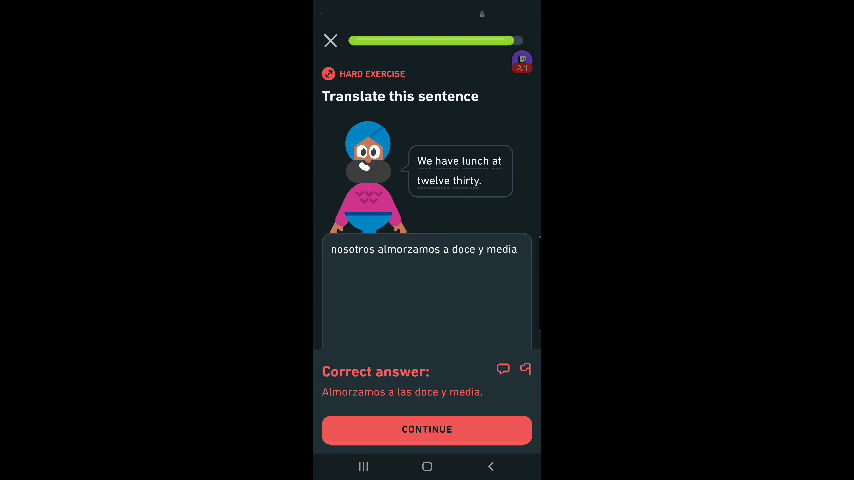 HARD EXERCISE
Translate this sentence
We have lunch at
twelve thirty.
nosotros almorzamos a doce y media
Correct answer:
Almorzamos a las doce y media.
CONTINUE